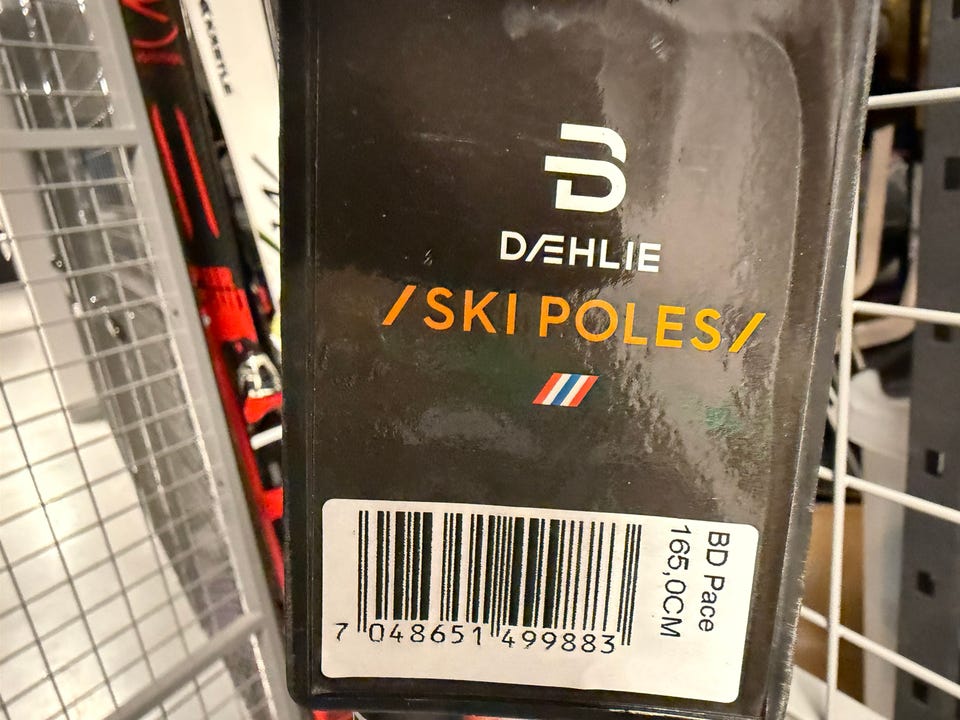 B
DÆHLIE
/SKI POLES/
BD Pace
165,0CM
7 048651 499883